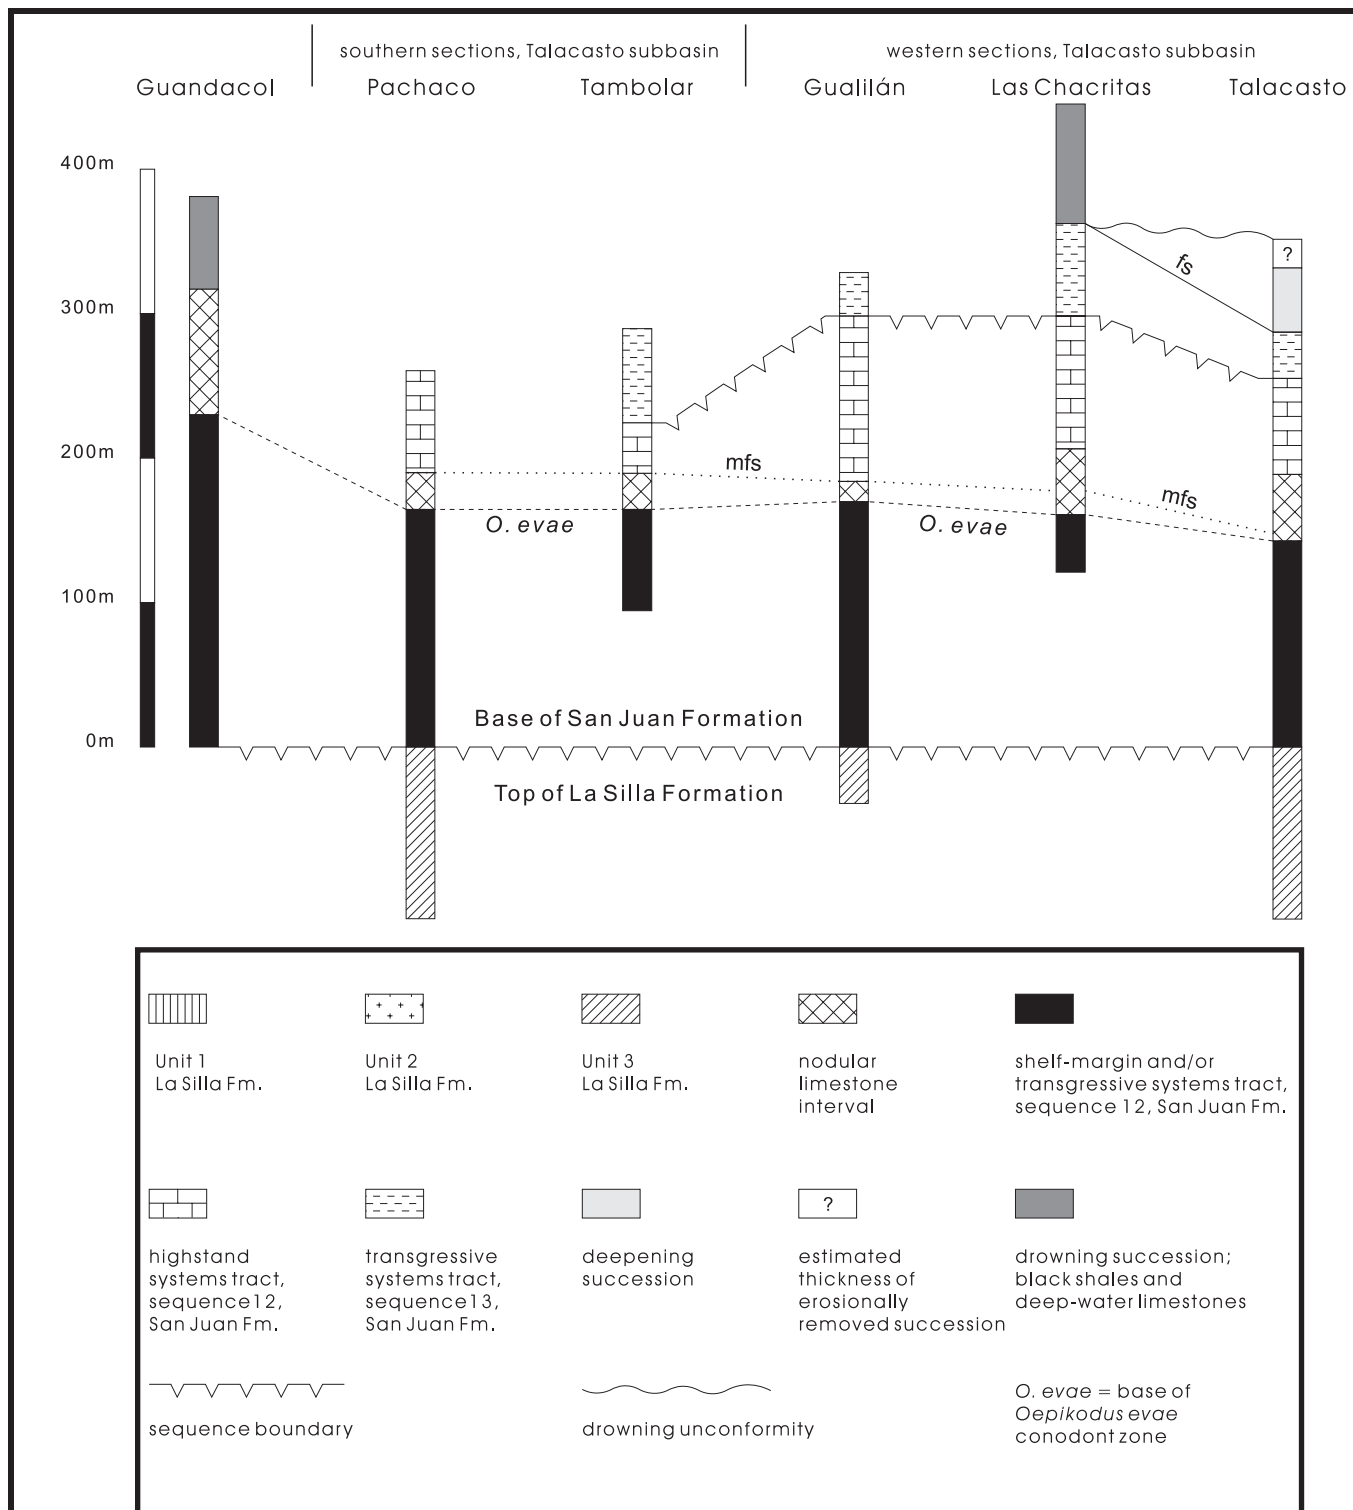 southern sections, Talacasto subbasin
western sections, Talacasto subbasin
Guandacol
Pachaco
Tambolar
Gualilán
Las Chacritas
Talacasto
400m
300m
200m
100m
0m
?
fs
mfs
mfs
O. evae
O. evae
Base of San Juan Formation
Top of La Silla Formation
Unit 1
La Silla Fm.
Unit 2
La Silla Fm.
Unit 3
La Silla Fm.
nodular
limestone
interval
shelf-margin and/or
transgressive systems tract,
sequence 12, San Juan Fm.
?
highstand
systems tract,
sequence12,
San Juan Fm.
transgressive
systems tract,
sequence13,
San Juan Fm.
deepening
succession
estimated
thickness of
erosionally
removed succession
drowning succession;
black shales and
deep-water limestones
sequence boundary
drowning unconformity
O. evae = base of
Oepikodus evae
conodont zone